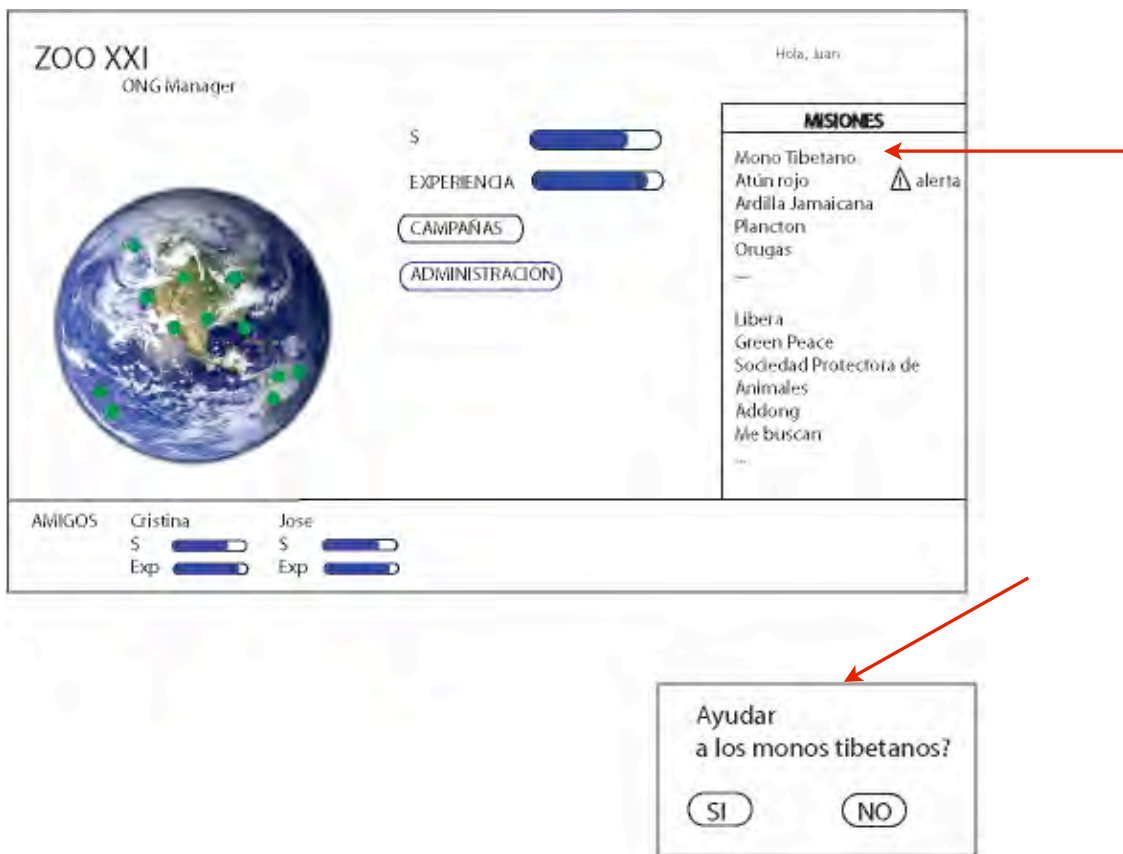 ZOO XXI
ONG Manager
Hola, Juan
S
EXPERIENCIA
CAMPAÑAS
ADMINISTRACION
MISIONES
Mono Tibetano
Atún rojo alerta
Ardilla Jamaicana
Plancton
Orugas
...
Libera
Green Peace
Sociedad Protectora de
Animales
Addong
Me buscan
...
AMIGOS Cristina Jose
S S
Exp Exp
Ayudar
a los monos tibetanos?
SI NO